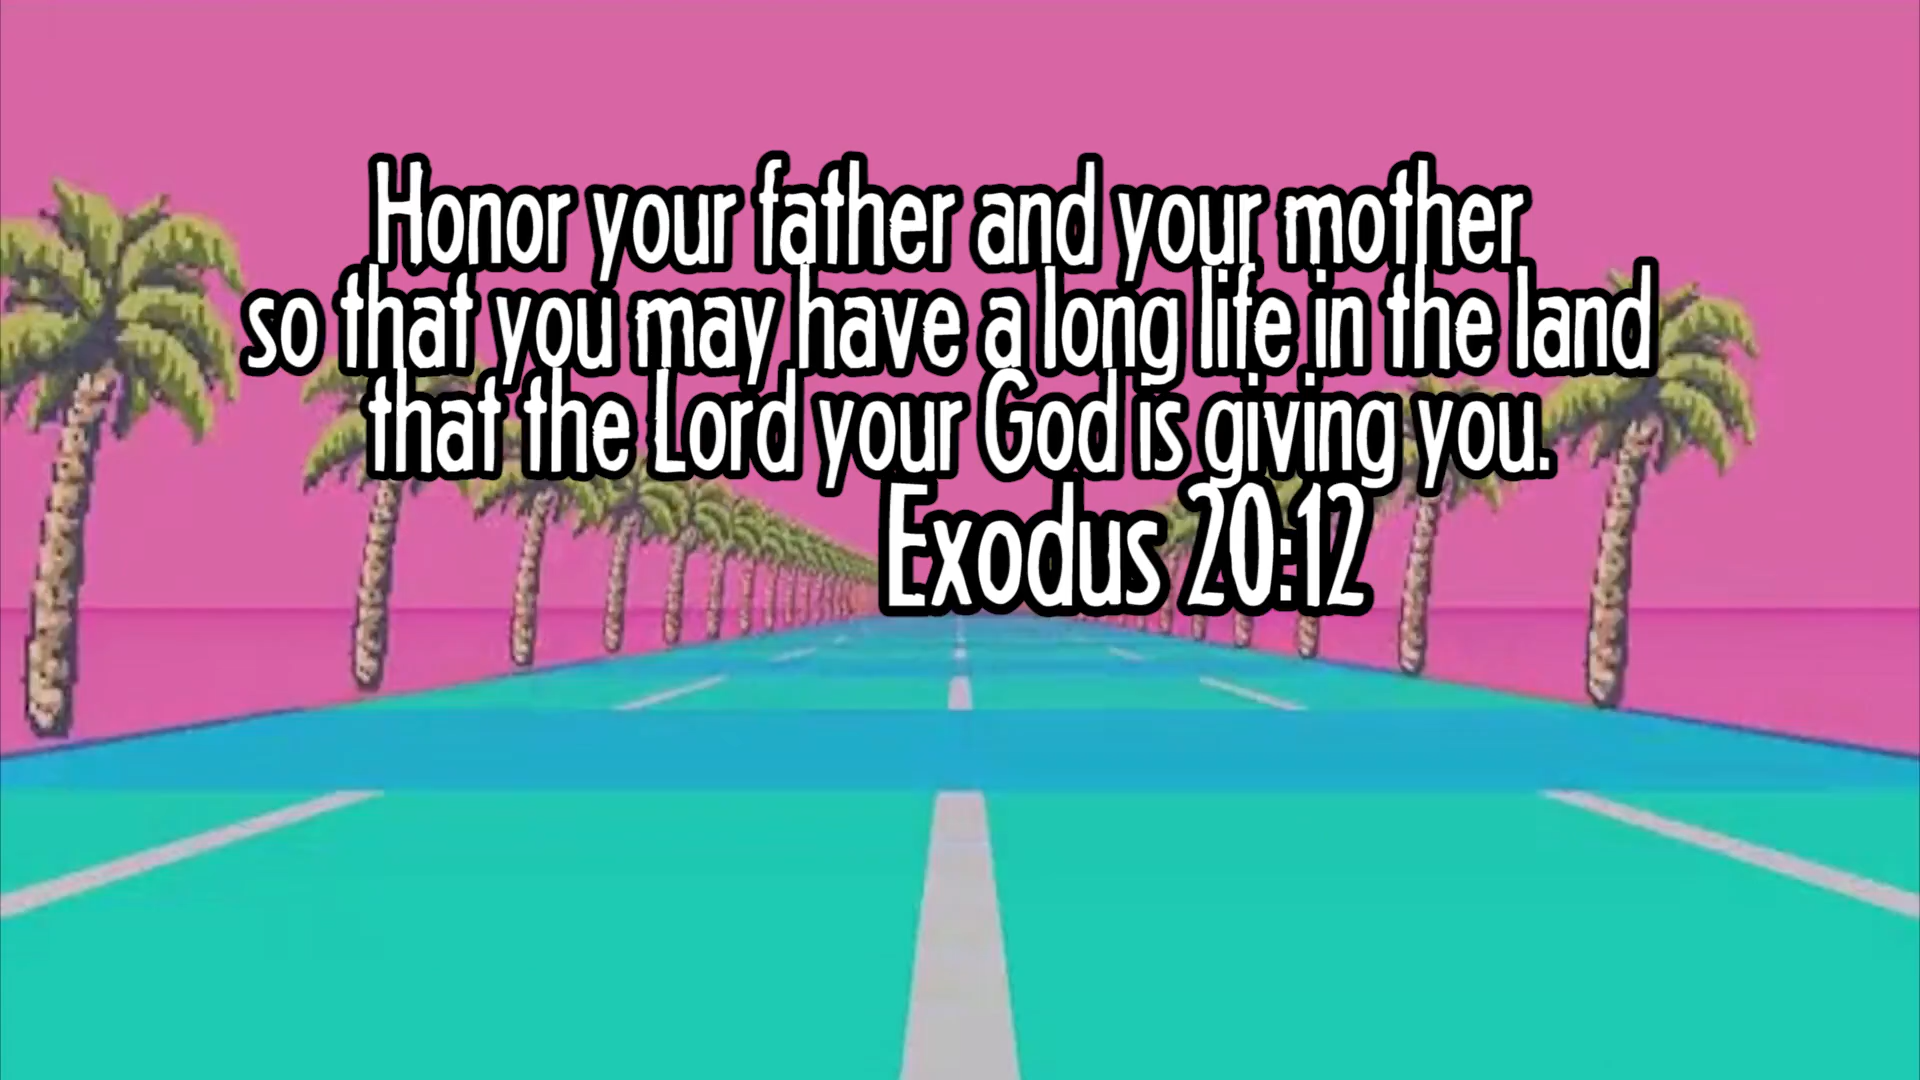 Honor your father and your mother
so that you may have a long life in the land
that the Lord your God is giving you.
Exodus 20:12